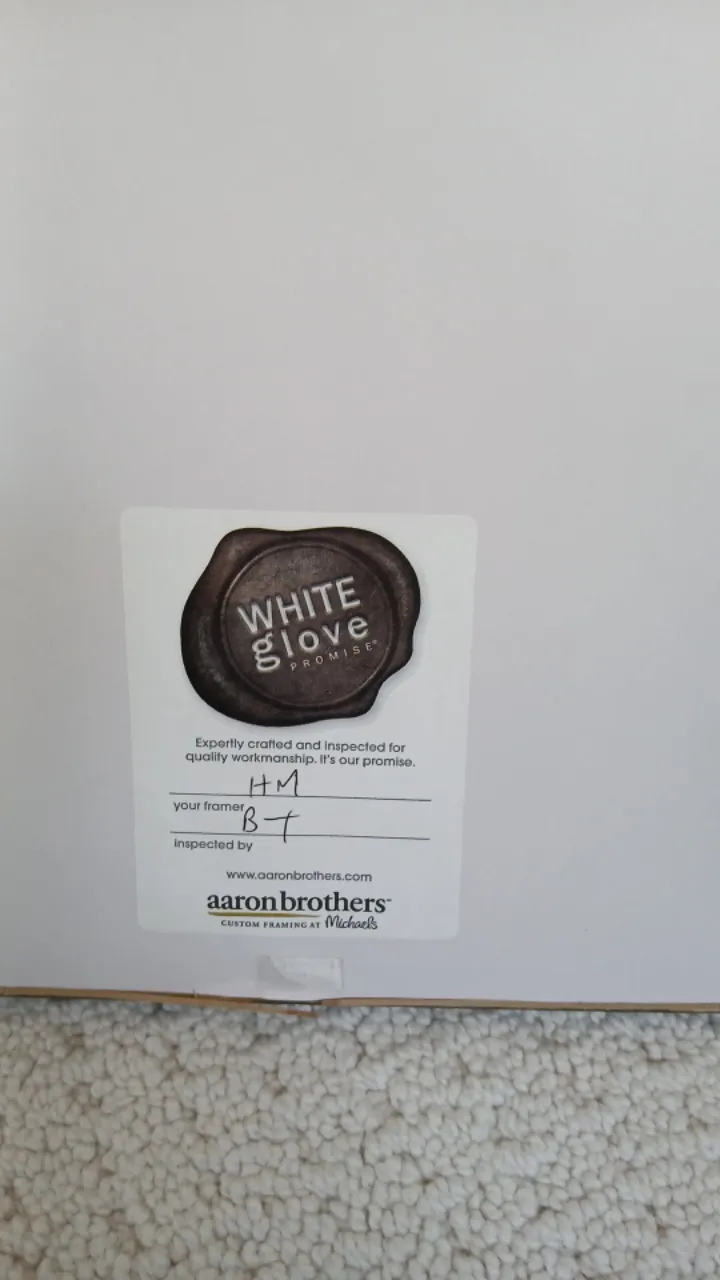 WHITE
glove
PROMISE®
Expertly crafted and inspected for
quality workmanship. It's our promise.
HM
your framer
BT
inspected by
www.aaronbrothers.com
aaronbrothers™
CUSTOM FRAMING AT Michaels